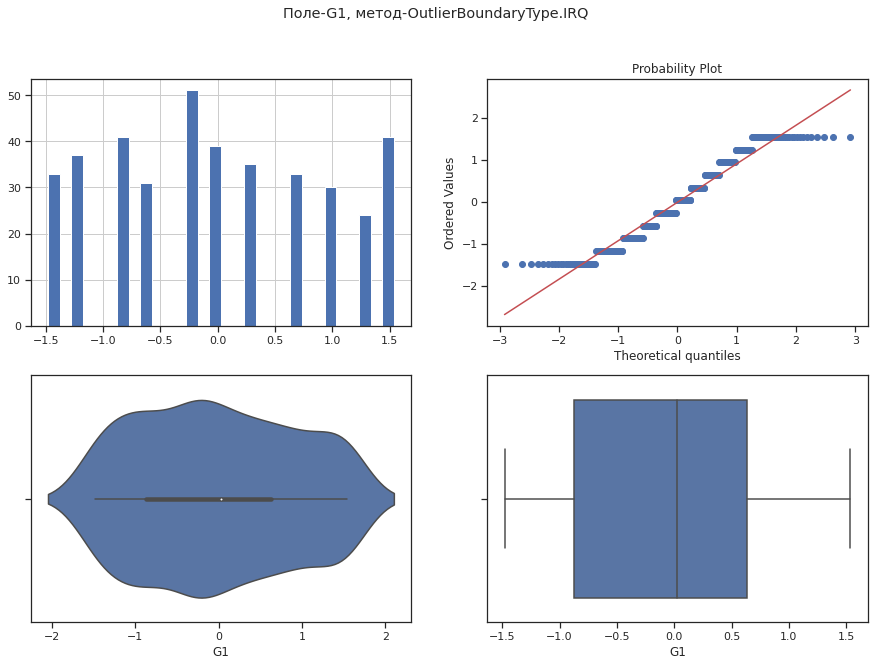 Поле-G1, метод-OutlierBoundaryType.IRQ
50
40
30
20
10
0
−1.5 −1.0 −0.5 0.0 0.5 1.0 1.5
Probability Plot
Ordered Values
2
1
0
−1
−2
−3 −2 −1 0 1 2 3
Theoretical quantiles
−2 −1 0 1 2
G1
−1.5 −1.0 −0.5 0.0 0.5 1.0 1.5
G1